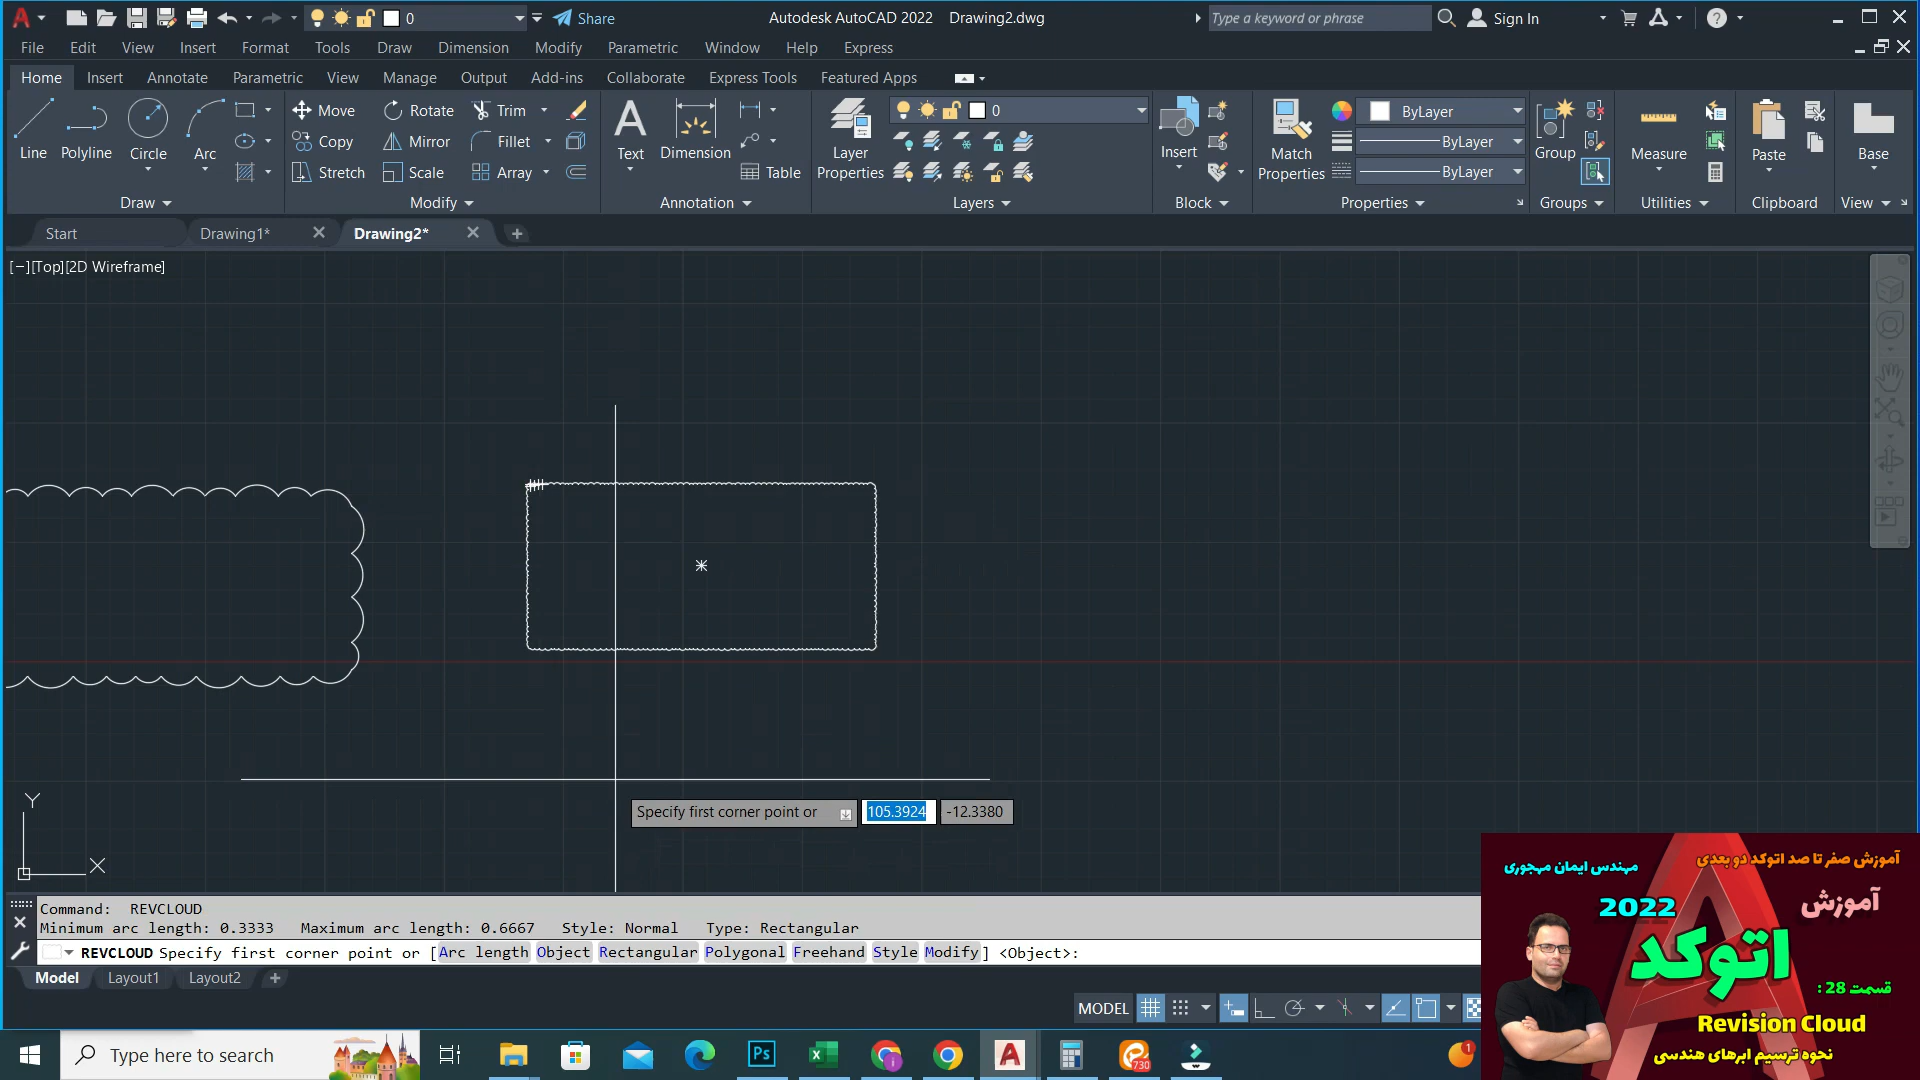 0
Share
Autodesk AutoCAD 2022 Drawing2.dwg
Type a keyword or phrase
Sign In
File Edit View Insert Format Tools Draw Dimension Modify Parametric Window Help Express
Home Insert Annotate Parametric View Manage Output Add-ins Collaborate Express Tools Featured Apps
Line Polyline Circle Arc
Move Rotate Trim
Copy Mirror Fillet
Stretch Scale Array
Text Dimension Table
Layer Properties
0
Insert
Match Properties
ByLayer
ByLayer
ByLayer
Group
Measure
Paste
Base
Draw Modify Annotation Layers Block Properties Groups Utilities Clipboard View
Start Drawing1* Drawing2*
[−][Top][2D Wireframe]
Specify first corner point or 105.3924 -12.3380
Y
X
Command: REVCLOUD
Minimum arc length: 0.3333 Maximum arc length: 0.6667 Style: Normal Type: Rectangular
REVCLOUD Specify first corner point or [Arc length Object Rectangular Polygonal Freehand Style Modify] <Object>:
Model Layout1 Layout2
MODEL
آموزش صفر تا صد اتوکد دو بعدی
مهندس ایمان مهجوری
آموزش
2022
اتوکد
قسمت 28 :
Revision Cloud
نحوه ترسیم ابرهای هندسی
Type here to search
Ps
730
1